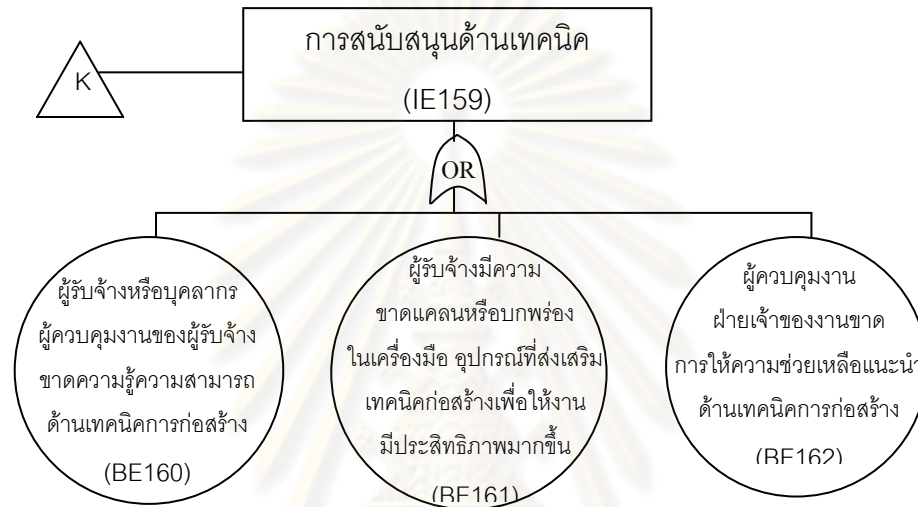 การสนับสนุนด้านเทคนิค
K
(IE159)
OR
ผู้รับจ้างหรือบุคลากร
ผู้ควบคุมงานของผู้รับจ้าง
ขาดความรู้ความสามารถ
ด้านเทคนิคการก่อสร้าง
(BE160)
ผู้รับจ้างมีความ
ขาดแคลนหรือบกพร่อง
ในเครื่องมือ อุปกรณ์ที่ส่งเสริม
เทคนิคก่อสร้างเพื่อให้งาน
มีประสิทธิภาพมากขึ้น
(BE161)
ผู้ควบคุมงาน
ฝ่ายเจ้าของงานขาด
การให้ความช่วยเหลือแนะนำ
ด้านเทคนิคการก่อสร้าง
(BE162)